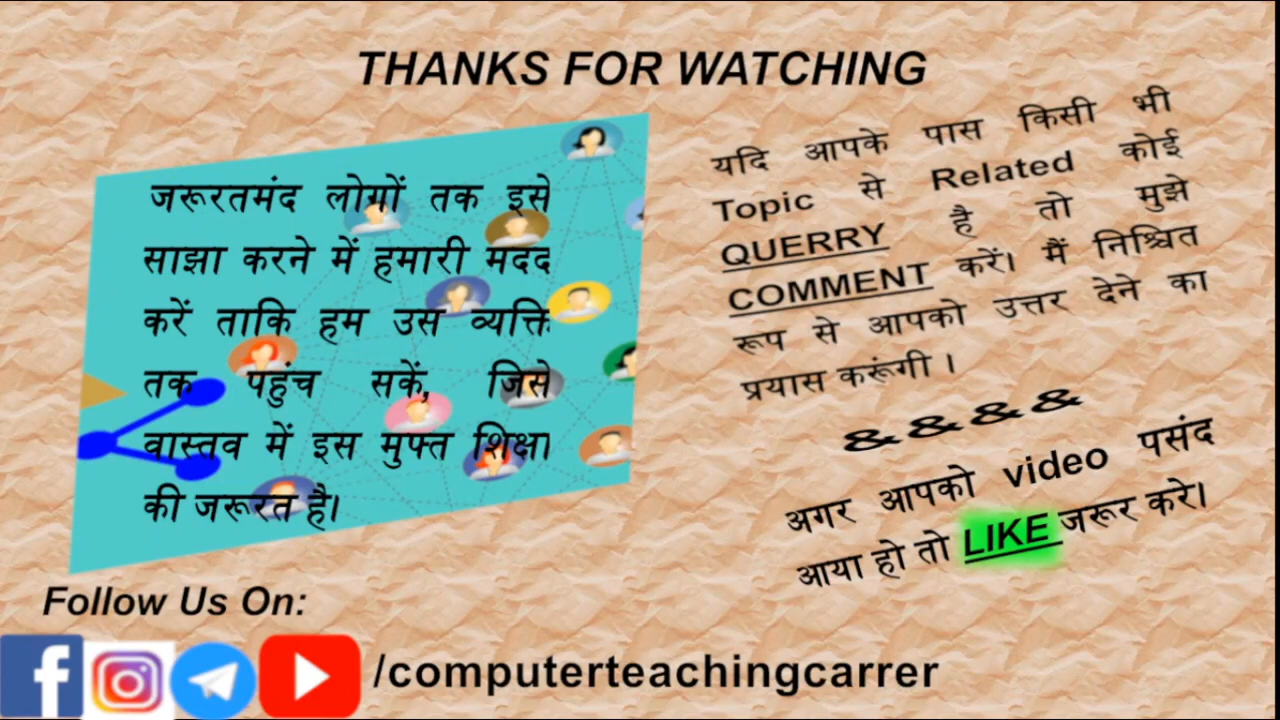 THANKS FOR WATCHING
जरूरतमंद लोगों तक इसे
साझा करने में हमारी मदद
करें ताकि हम उस व्यक्ति
तक पहुंच सकें, जिसे
वास्तव में इस मुफ्त शिक्षा
की जरूरत है।
यदि आपके पास किसी भी
Topic से Related कोई
QUERRY है तो मुझे
COMMENT करें। मैं निश्चित
रूप से आपको उत्तर देने का
प्रयास करूंगी ।
&&&&
अगर आपको video पसंद
आया हो तो LIKE जरूर करे।
Follow Us On:
/computerteachingcarrer